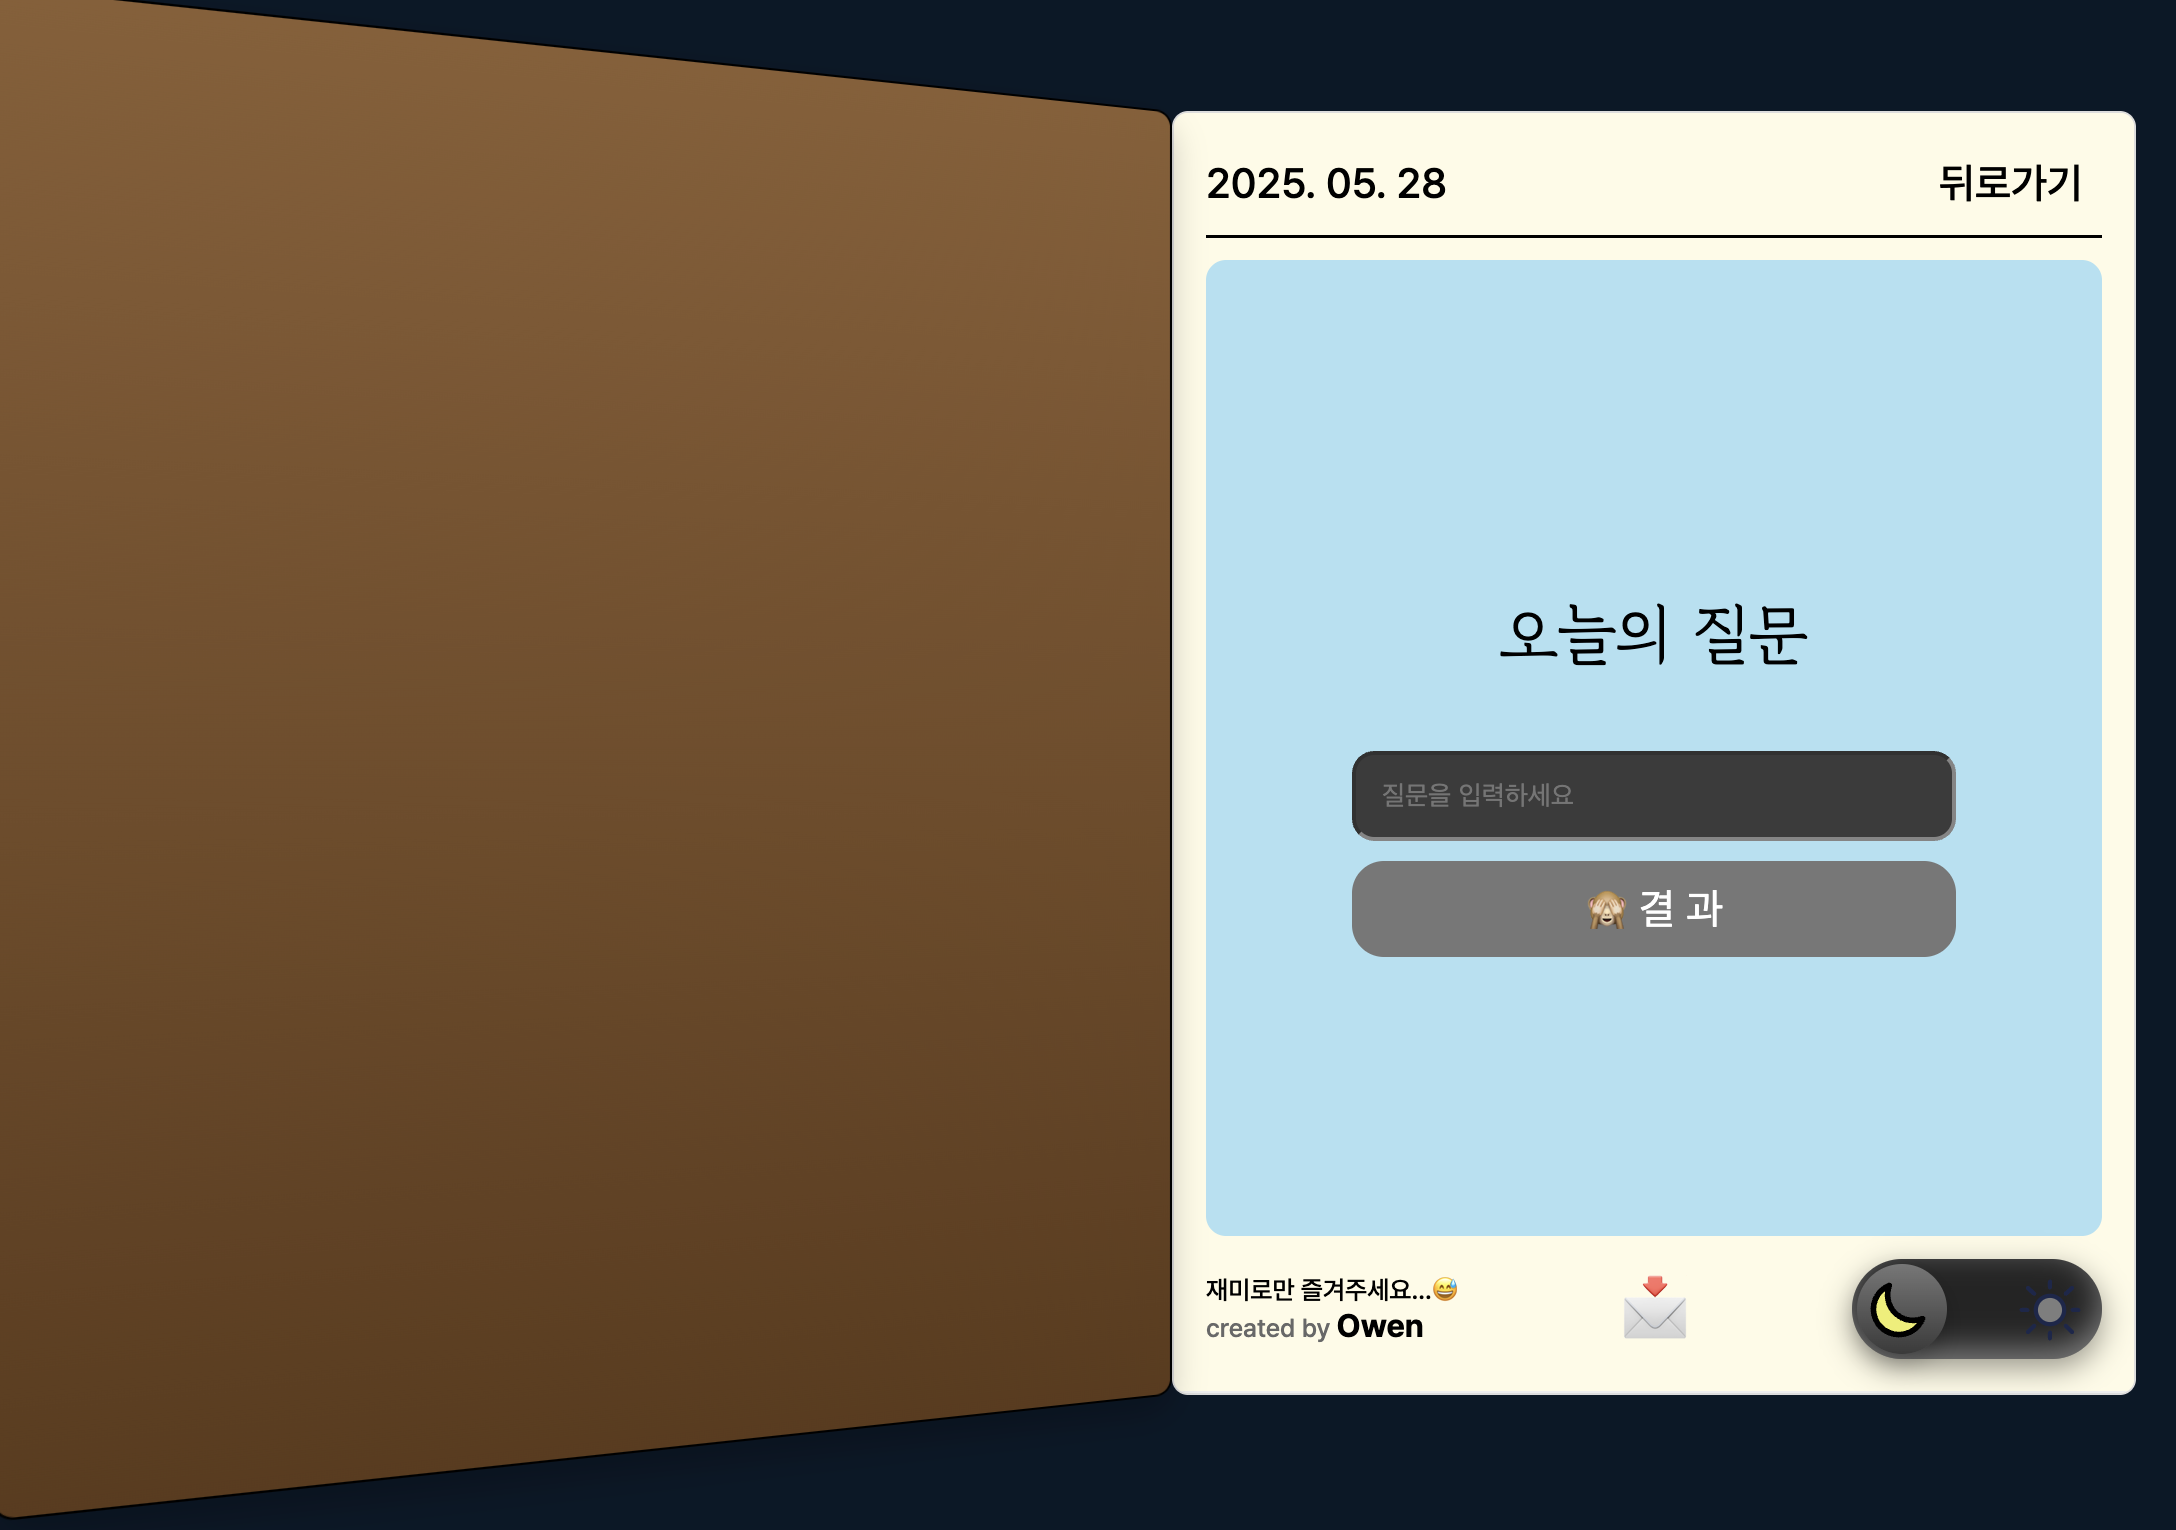 2025. 05. 28
뒤로가기
오늘의 질문
질문을 입력하세요
🙈 결 과
재미로만 즐겨주세요...😅
created by Owen